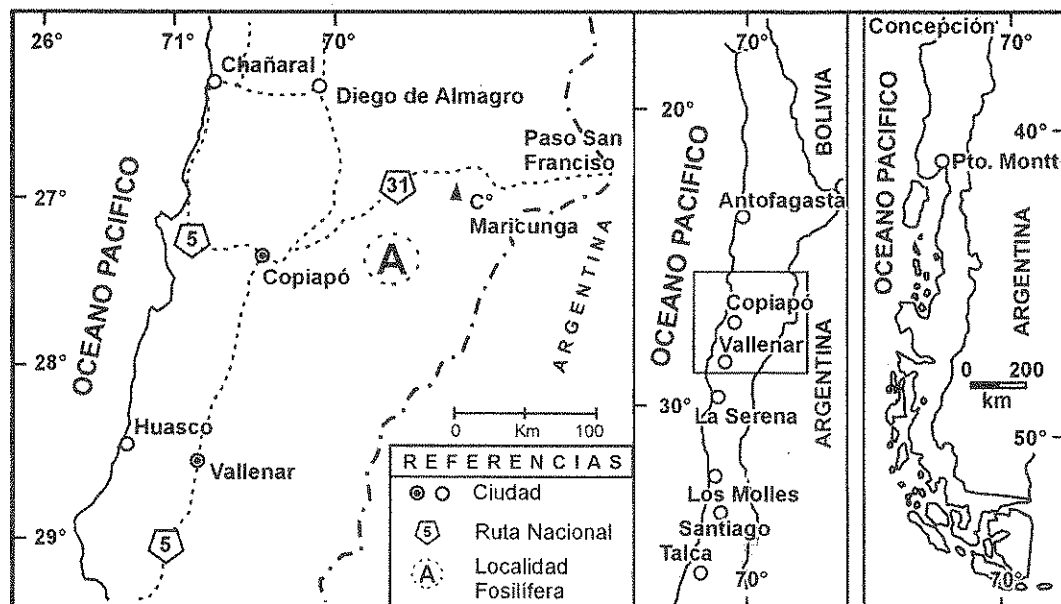 26°
71°
70°
Chañaral
Diego de Almagro
Paso San
Franciso
31
C°
Maricunga
27°
5
A
Copiapó
OCEANO PACIFICO
ARGENTINA
28°
Huasco
Vallenar
0 Km 100
5
29°
REFERENCIAS
Ciudad
5
Ruta Nacional
A
Localidad
Fosilífera
70°
20°
BOLIVIA
OCEANO PACIFICO
Antofagasta
Copiapó
Vallenar
ARGENTINA
30°
La Serena
Los Molles
Santiago
Talca
70°
Concepción
70°
40°
Pto. Montt
OCEANO PACIFICO
ARGENTINA
0 200
km
50°
70°